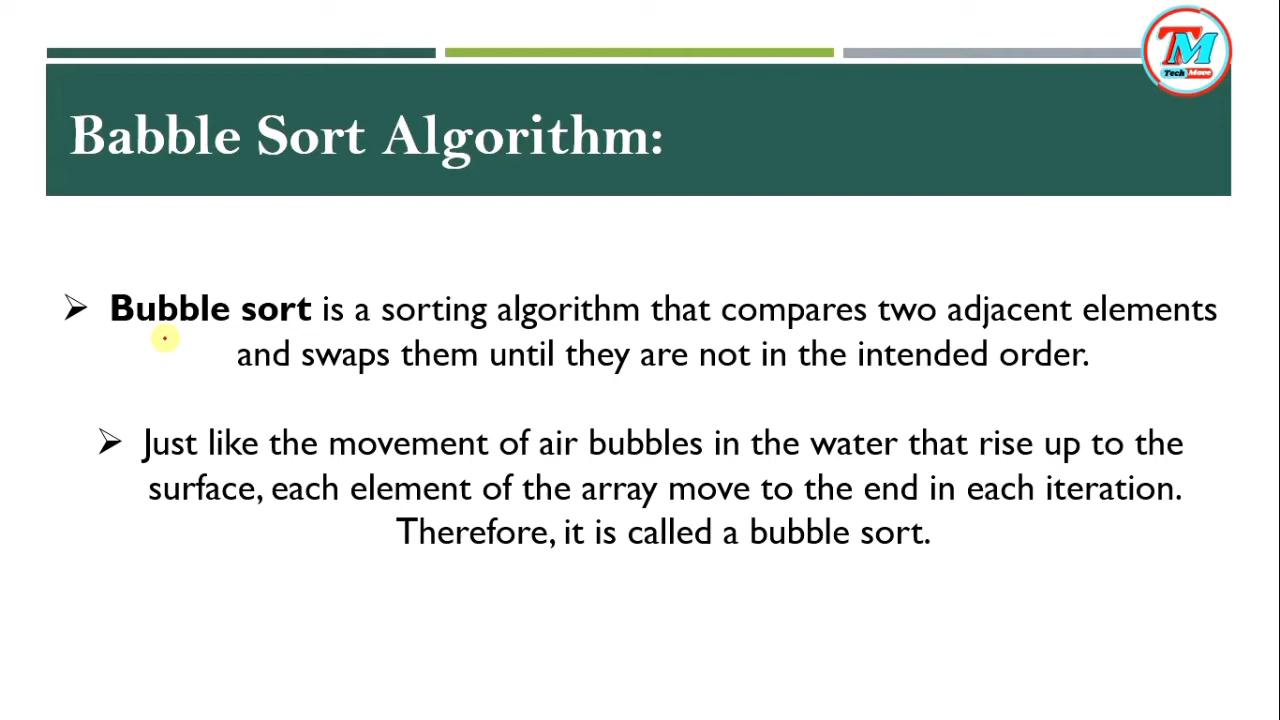 TM
Tech Move
Babble Sort Algorithm:
➢ Bubble sort is a sorting algorithm that compares two adjacent elements
and swaps them until they are not in the intended order.
➢ Just like the movement of air bubbles in the water that rise up to the
surface, each element of the array move to the end in each iteration.
Therefore, it is called a bubble sort.